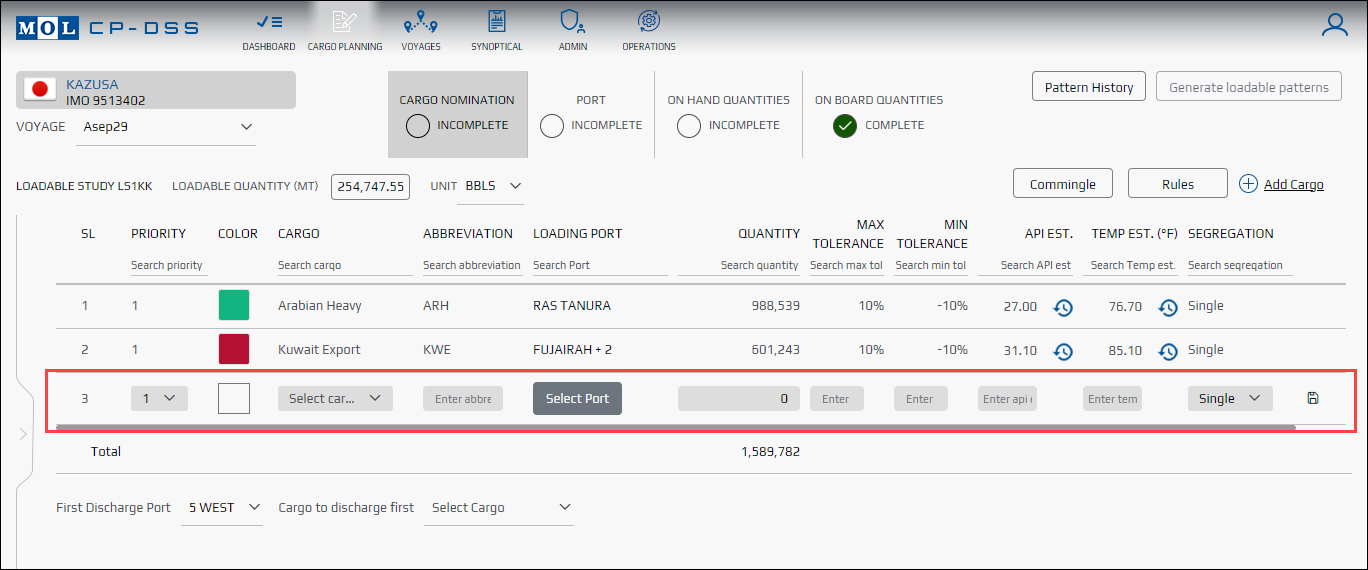 MOL CP-DSS
DASHBOARD CARGO PLANNING VOYAGES SYNOPTICAL ADMIN OPERATIONS
KAZUSA
IMO 9513402
VOYAGE Asep29
CARGO NOMINATION PORT ON HAND QUANTITIES ON BOARD QUANTITIES
INCOMPLETE INCOMPLETE INCOMPLETE COMPLETE
Pattern History Generate loadable patterns
LOADABLE STUDY LS1KK LOADABLE QUANTITY (MT) 254,747.55 UNIT BBLS
Commingle Rules Add Cargo
SL PRIORITY COLOR CARGO ABBREVIATION LOADING PORT QUANTITY MAX TOLERANCE MIN TOLERANCE API EST. TEMP EST. (°F) SEGREGATION
Search priority Search cargo Search abbreviation Search Port Search quantity Search max tol Search min tol Search API est Search Temp est. Search segregation
1 1 Arabian Heavy ARH RAS TANURA 988,539 10% -10% 27.00 76.70 Single
2 1 Kuwait Export KWE FUJAIRAH + 2 601,243 10% -10% 31.10 85.10 Single
3 1 Select car... Enter abbre Select Port 0 Enter Enter Enter api Enter tem Single
Total 1,589,782
First Discharge Port 5 WEST Cargo to discharge first Select Cargo